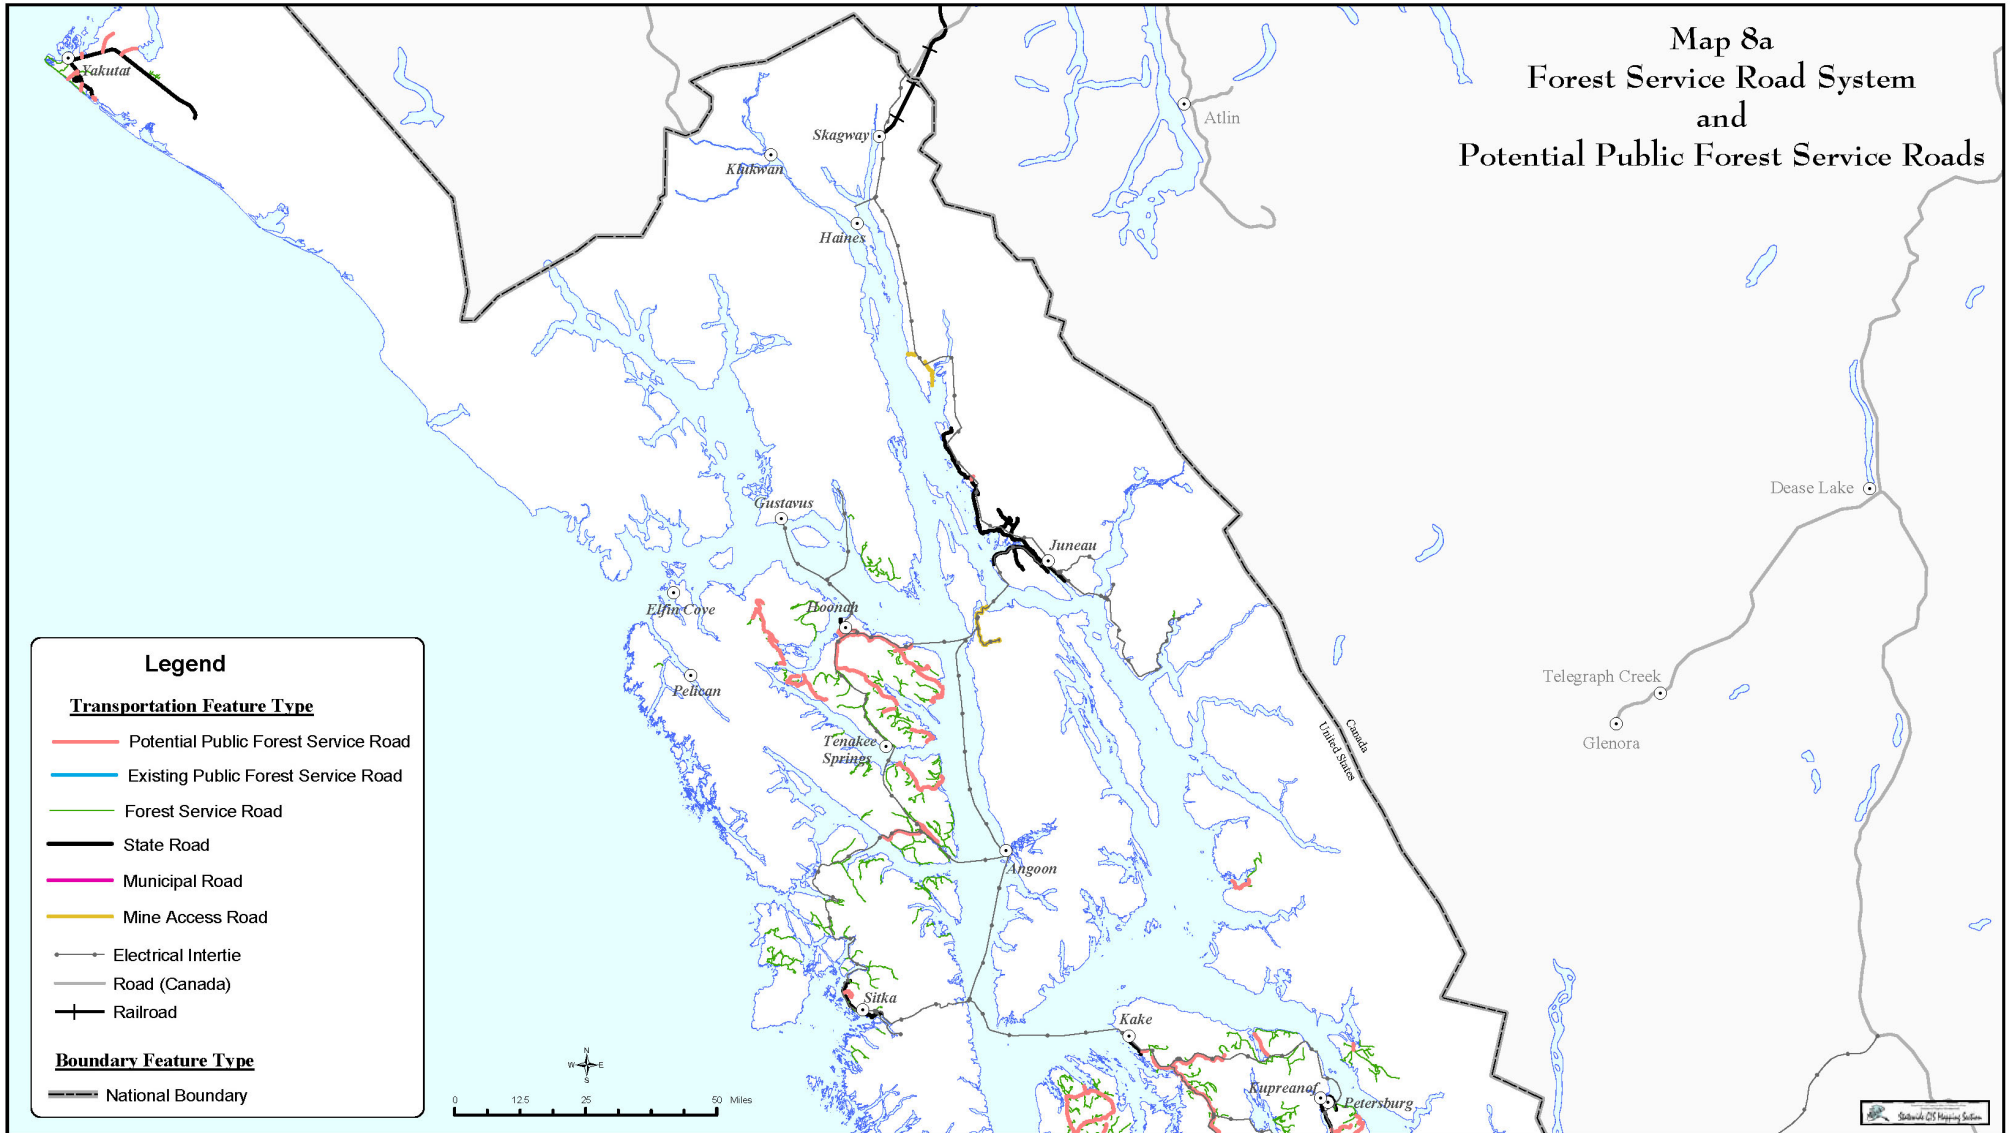 Map 8a
Forest Service Road System
and
Potential Public Forest Service Roads
Yakutat
Skagway
Klukwan
Haines
Atlin
Dease Lake
Gustavus
Juneau
Elfin Cove
Hoonah
Pelican
Telegraph Creek
Glenora
Canada
United States
Tenakee
Springs
Angoon
Sitka
Kake
Kupreanof
Petersburg
Legend
Transportation Feature Type
Potential Public Forest Service Road
Existing Public Forest Service Road
Forest Service Road
State Road
Municipal Road
Mine Access Road
Electrical Intertie
Road (Canada)
Railroad
Boundary Feature Type
National Boundary
N
W E
S
0 12.5 25 50 Miles
Statewide GIS Mapping Section